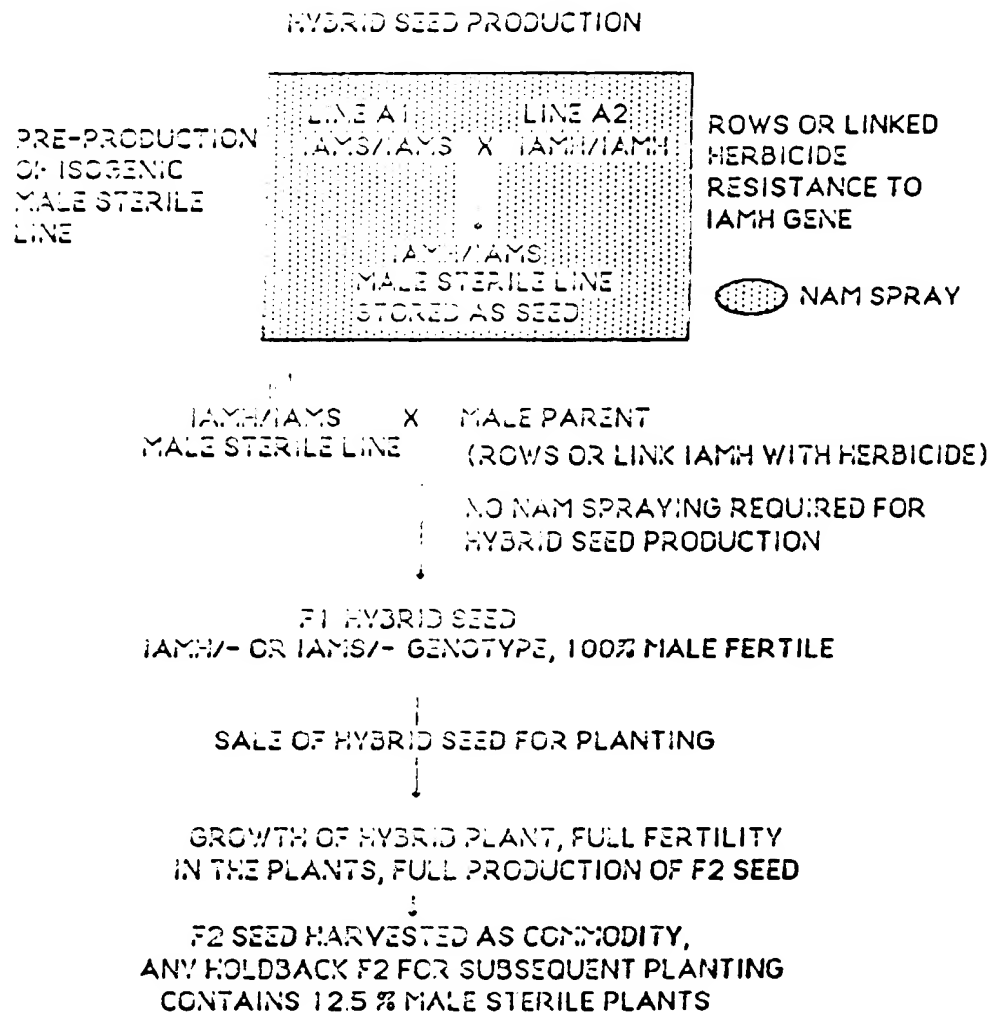 HYBRID SEED PRODUCTION
LINE A1 LINE A2
IAMS/IAMS X IAMH/IAMH
PRE-PRODUCTION
OF ISOGENIC
MALE STERILE
LINE
IAMH/IAMS
MALE STERILE LINE
STORED AS SEED
ROWS OR LINKED
HERBICIDE
RESISTANCE TO
IAMH GENE
NAM SPRAY
IAMH/IAMS X MALE PARENT
MALE STERILE LINE
(ROWS OR LINK IAMH WITH HERBICIDE)
NO NAM SPRAYING REQUIRED FOR
HYBRID SEED PRODUCTION
F1 HYBRID SEED
IAMH/- OR IAMS/- GENOTYPE, 100% MALE FERTILE
SALE OF HYBRID SEED FOR PLANTING
GROWTH OF HYBRID PLANT, FULL FERTILITY
IN THE PLANTS, FULL PRODUCTION OF F2 SEED
F2 SEED HARVESTED AS COMMODITY,
ANY HOLDBACK F2 FOR SUBSEQUENT PLANTING
CONTAINS 12.5 % MALE STERILE PLANTS